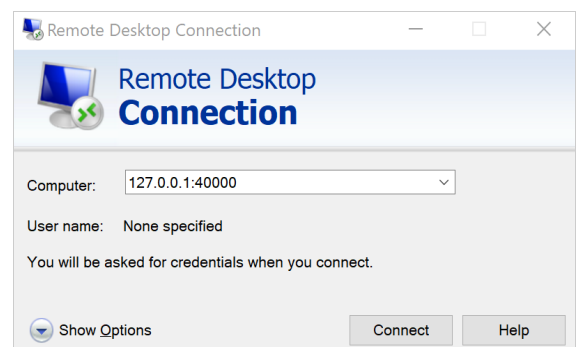 Remote Desktop Connection
Remote Desktop
Connection
Computer: 127.0.0.1:40000
User name: None specified
You will be asked for credentials when you connect.
Show Options Connect Help